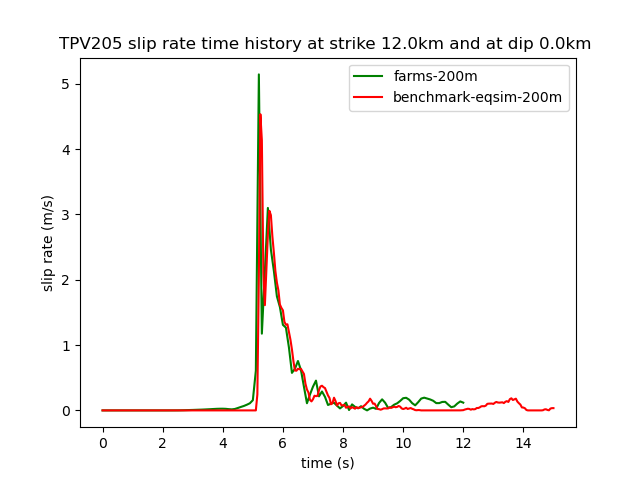 TPV205 slip rate time history at strike 12.0km and at dip 0.0km
farms-200m
benchmark-eqsim-200m
slip rate (m/s)
5
4
3
2
1
0
0 2 4 6 8 10 12 14
time (s)